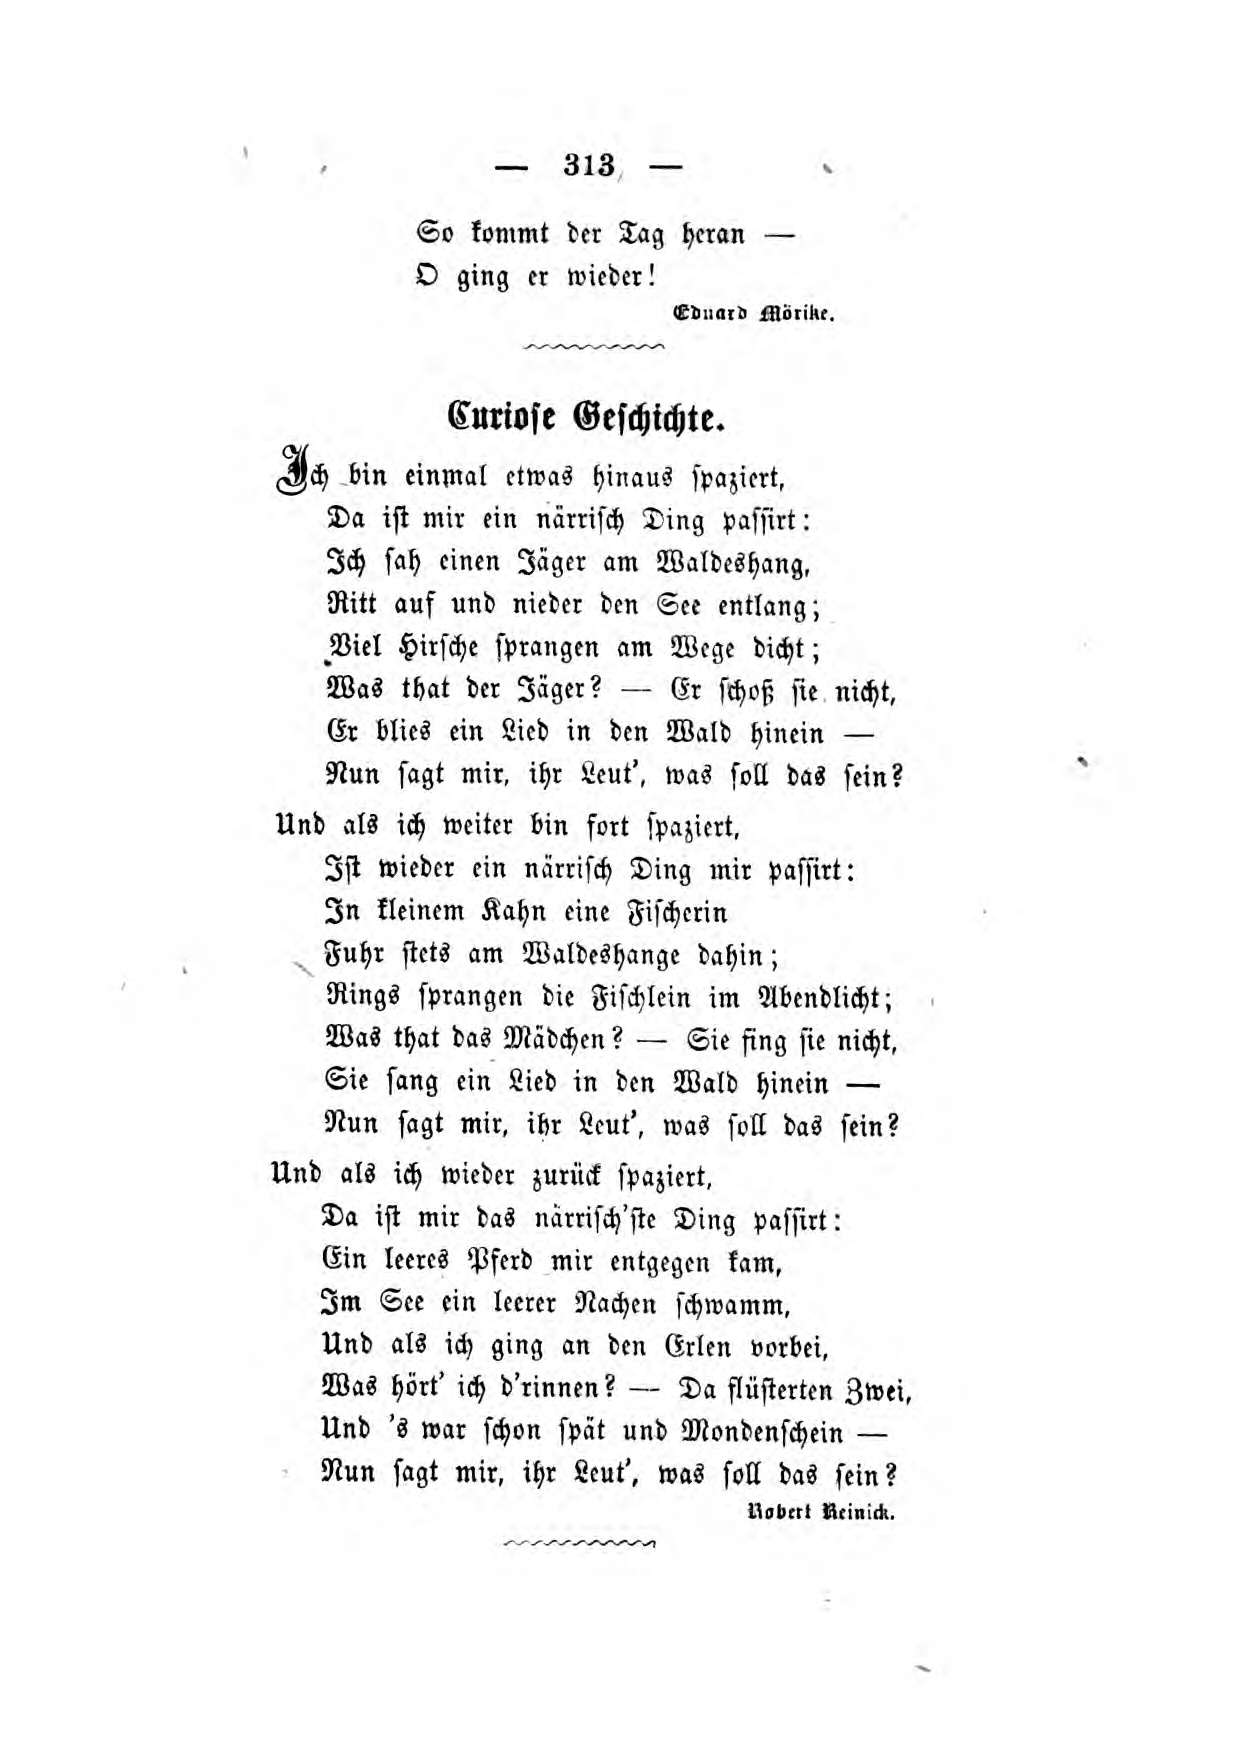 — 313 —
So kommt der Tag heran —
O ging er wieder!
Eduard Mörike.
Curiose Geschichte.
Ich bin einmal etwas hinaus spaziert,
Da ist mir ein närrisch Ding passirt:
Ich sah einen Jäger am Waldeshang,
Ritt auf und nieder den See entlang;
Viel Hirsche sprangen am Wege dicht;
Was that der Jäger? — Er schoß sie nicht,
Er blies ein Lied in den Wald hinein —
Nun sagt mir, ihr Leut', was soll das sein?
Und als ich weiter bin fort spaziert,
Ist wieder ein närrisch Ding mir passirt:
In kleinem Kahn eine Fischerin
Fuhr stets am Waldeshange dahin;
Rings sprangen die Fischlein im Abendlicht;
Was that das Mädchen? — Sie fing sie nicht,
Sie sang ein Lied in den Wald hinein —
Nun sagt mir, ihr Leut', was soll das sein?
Und als ich wieder zurück spaziert,
Da ist mir das närrisch'ste Ding passirt:
Ein leeres Pferd mir entgegen kam,
Im See ein leerer Nachen schwamm,
Und als ich ging an den Erlen vorbei,
Was hört' ich d'rinnen? — Da flüsterten Zwei,
Und 's war schon spät und Mondenschein —
Nun sagt mir, ihr Leut', was soll das sein?
Robert Reinick.